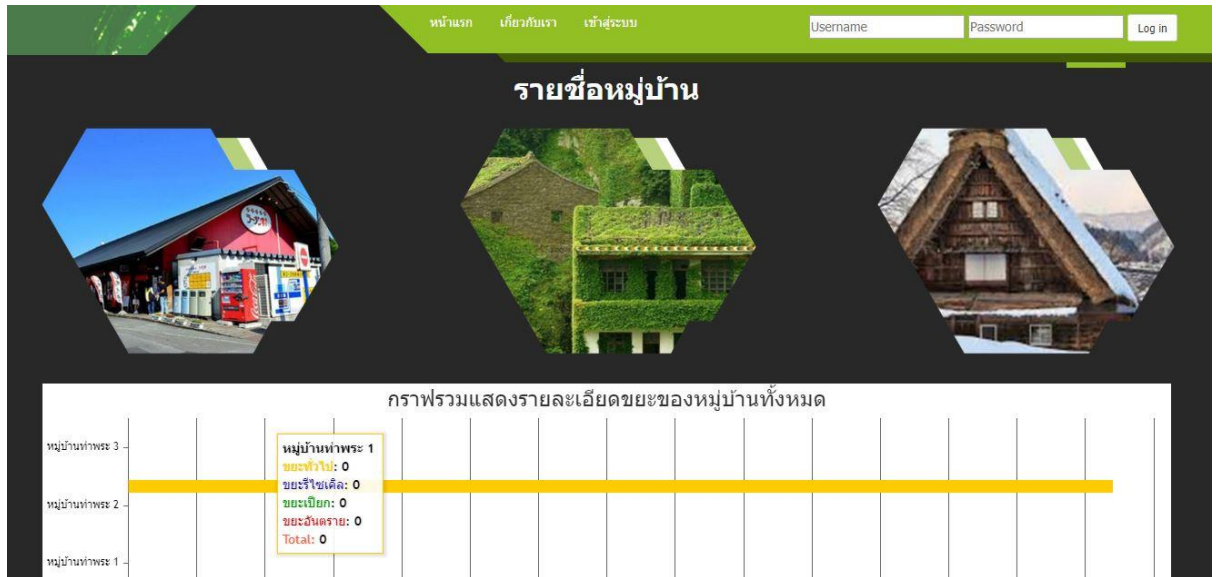 หน้าแรก เกี่ยวกับเรา เข้าสู่ระบบ Username Password Log in
รายชื่อหมู่บ้าน
กราฟรวมแสดงรายละเอียดขยะของหมู่บ้านทั้งหมด
หมู่บ้านท่าพระ 3
หมู่บ้านท่าพระ 1
ขยะทั่วไป: 0
ขยะรีไซเคิล: 0
ขยะเปียก: 0
ขยะอันตราย: 0
Total: 0
หมู่บ้านท่าพระ 2
หมู่บ้านท่าพระ 1